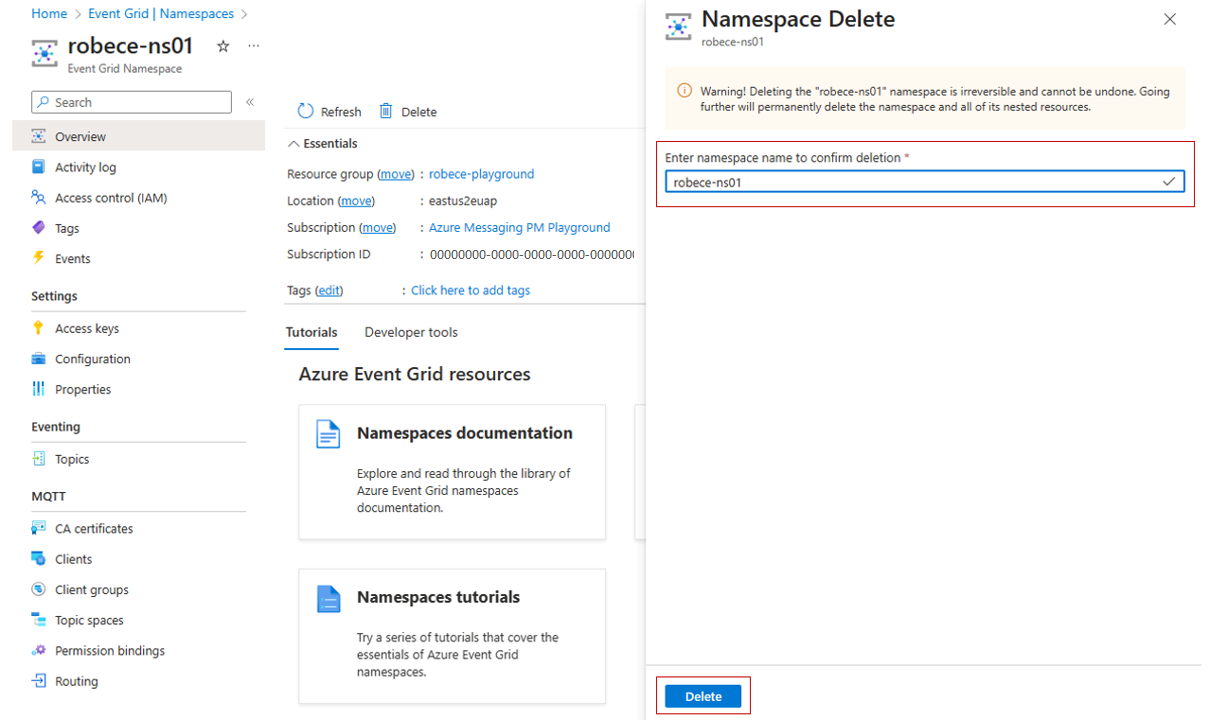 Home > Event Grid | Namespaces >
robece-ns01 ☆ ...
Event Grid Namespace
Search «
Overview
Activity log
Access control (IAM)
Tags
Events
Settings
Access keys
Configuration
Properties
Eventing
Topics
MQTT
CA certificates
Clients
Client groups
Topic spaces
Permission bindings
Routing
Refresh Delete
Essentials
Resource group (move) : robece-playground
Location (move) : eastus2euap
Subscription (move) : Azure Messaging PM Playground
Subscription ID : 00000000-0000-0000-0000-000000
Tags (edit) : Click here to add tags
Tutorials Developer tools
Azure Event Grid resources
Namespaces documentation
Explore and read through the library of
Azure Event Grid namespaces
documentation.
Namespaces tutorials
Try a series of tutorials that cover the
essentials of Azure Event Grid
namespaces.
Namespace Delete
robece-ns01
Warning! Deleting the "robece-ns01" namespace is irreversible and cannot be undone. Going
further will permanently delete the namespace and all of its nested resources.
Enter namespace name to confirm deletion *
robece-ns01
Delete